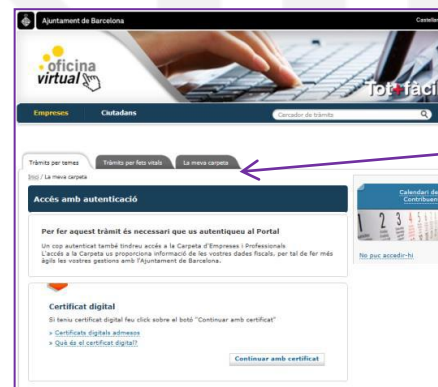 Ajuntament de Barcelona
Castellano
oficina
virtual
Tot+fàcil
Empreses Ciutadans
Cercador de tràmits
Tràmits per temes Tràmits per fets vitals La meva carpeta
Inici / La meva carpeta
Accés amb autenticació
Calendari del
Contribuent
Per fer aquest tràmit és necessari que us autentiqueu al Portal
Un cop autenticat també tindreu accés a la Carpeta d'Empreses i Professionals
L'accés a la Carpeta us proporciona informació de les vostres dades fiscals, per tal de fer més
àgils les vostres gestions amb l'Ajuntament de Barcelona.
1 2 3
No puc accedir-hi
Certificat digital
Si teniu certificat digital feu click sobre el botó "Continuar amb certificat"
» Certificats digitals admesos
» Què és el certificat digital?
Continuar amb certificat